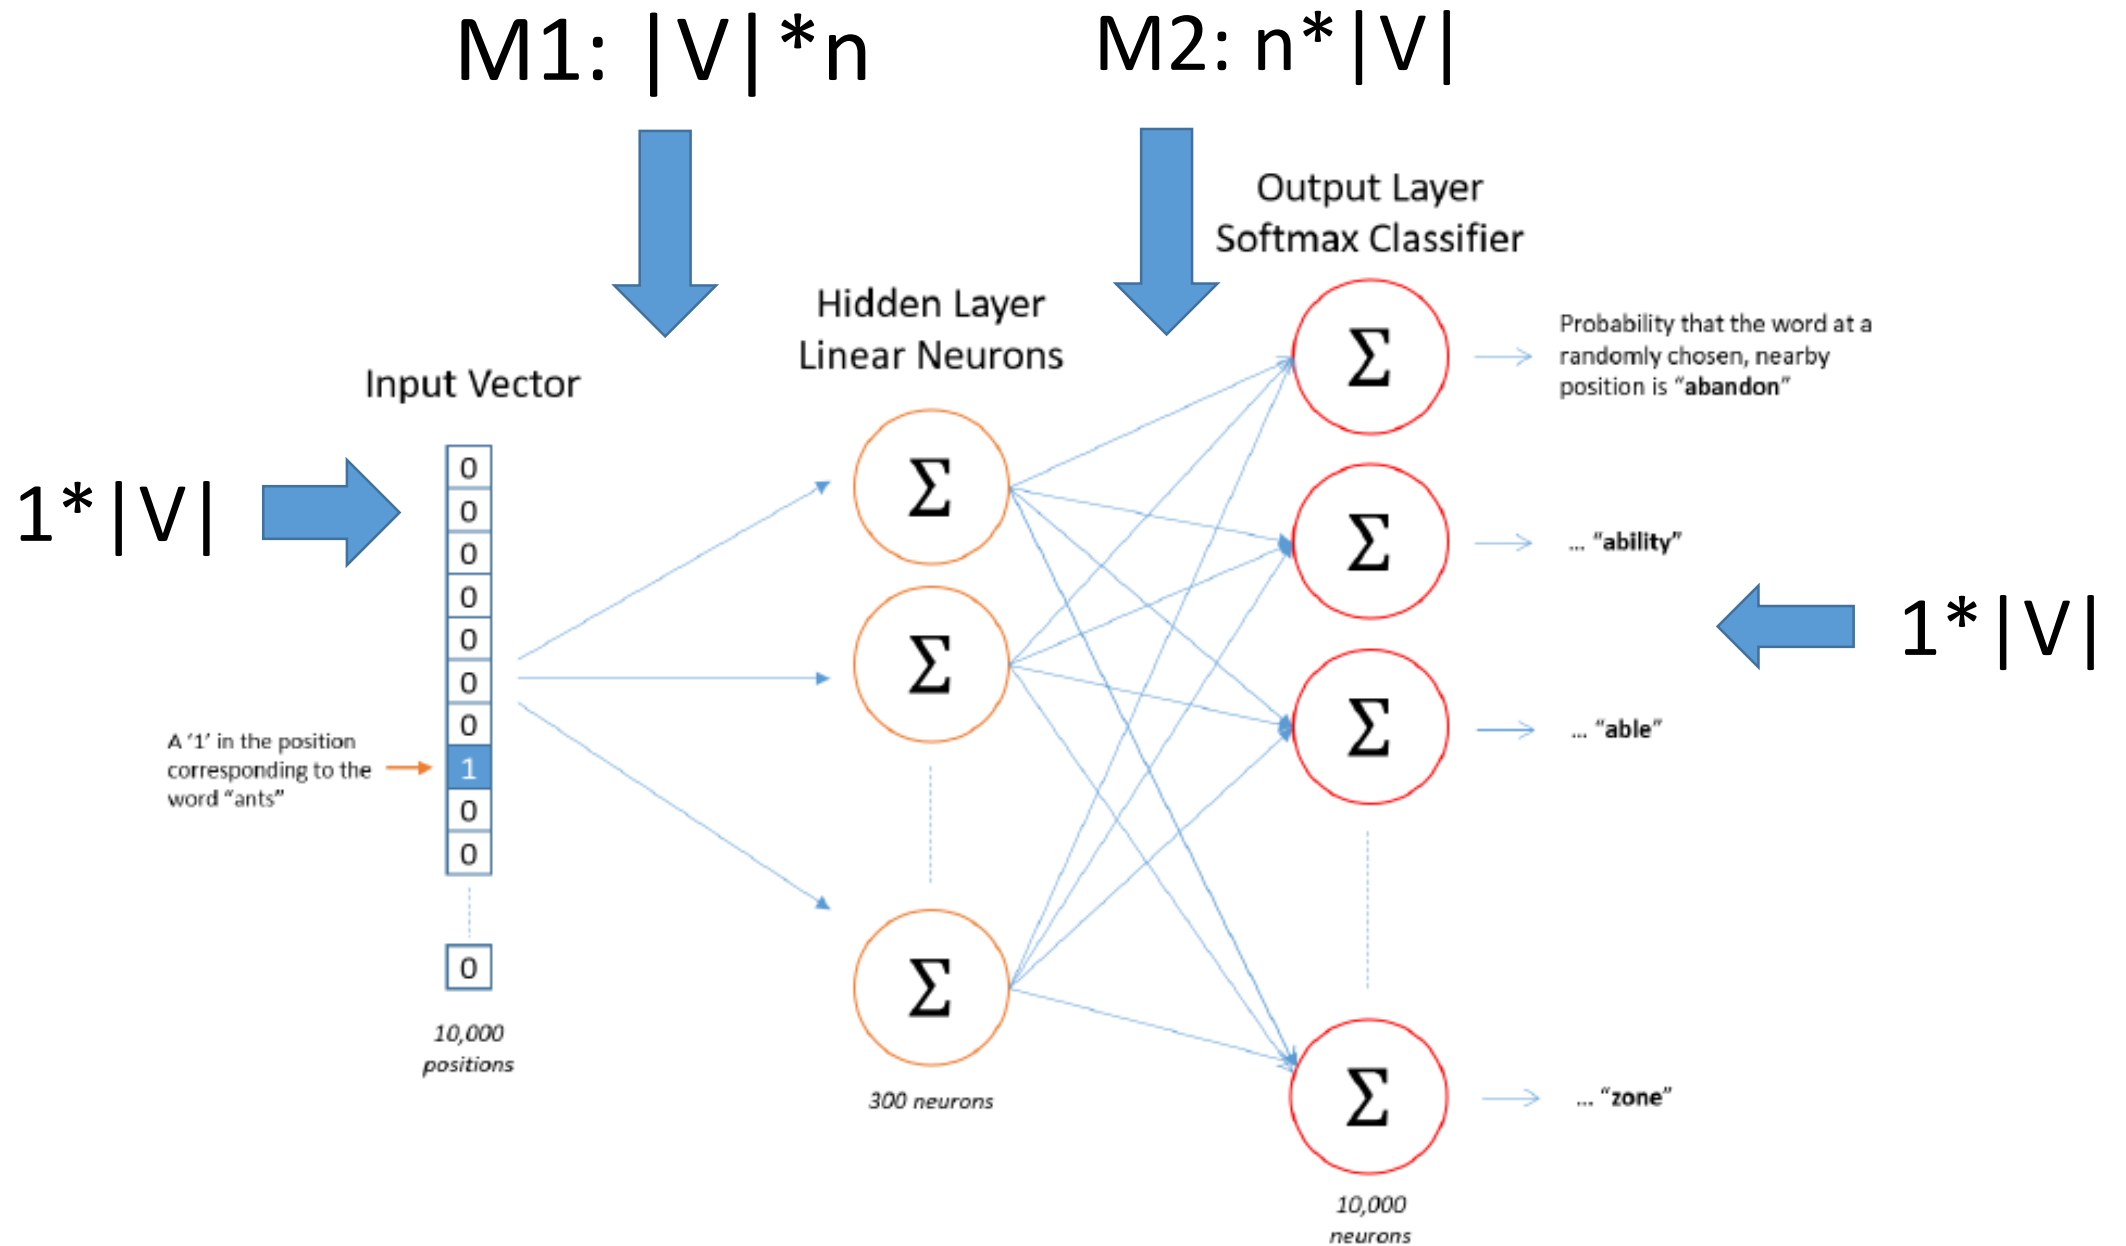 M1: |V|*n
M2: n*|V|
Output Layer
Softmax Classifier
Hidden Layer
Linear Neurons
Input Vector
1*|V|
0
0
0
0
0
0
0
1
0
0
0
A ‘1’ in the position
corresponding to the
word “ants”
10,000
positions
Σ
Σ
Σ
300 neurons
Σ
Σ
Σ
Σ
10,000
neurons
Probability that the word at a
randomly chosen, nearby
position is “abandon”
... “ability”
... “able”
... “zone”
1*|V|